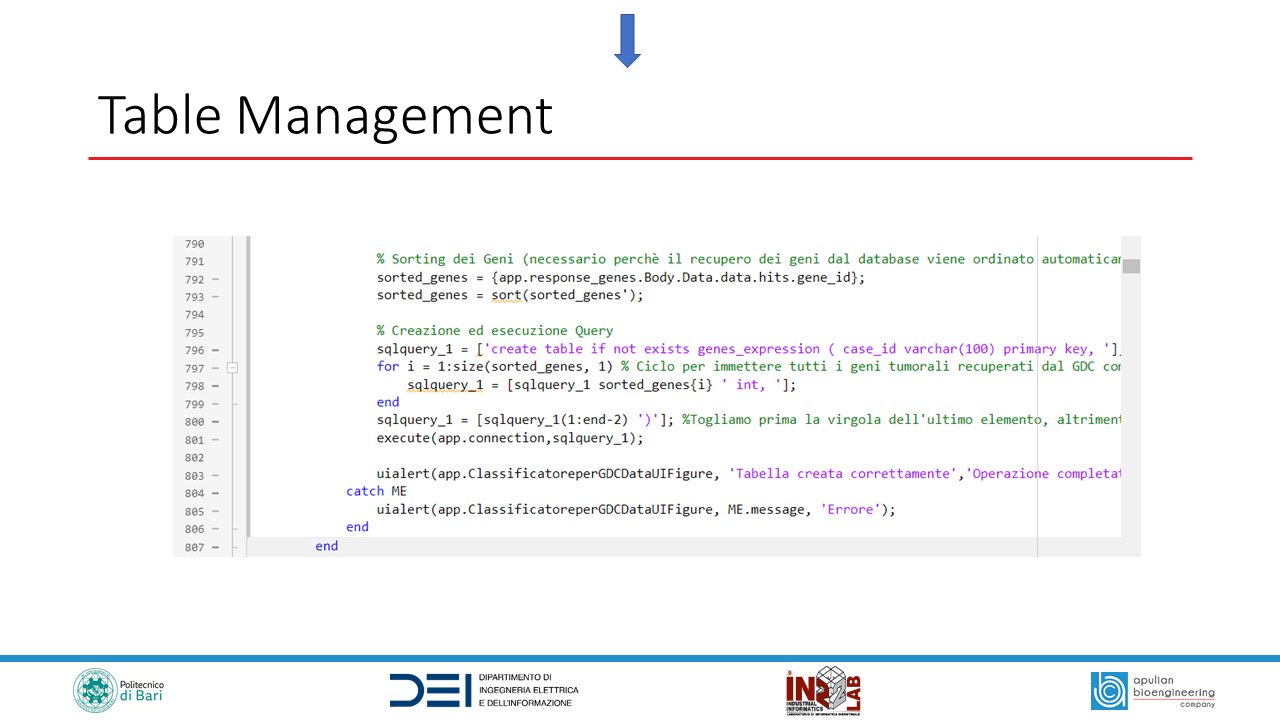 Table Management
790
791 % Sorting dei Geni (necessario perchè il recupero dei geni dal database viene ordinato
792 sorted_genes = {app.response_genes.Body.Data.data.hits.gene_id};
793 sorted_genes = sort(sorted_genes');
794
795 % Creazione ed esecuzione Query
796 sqlquery_1 = ['create table if not exists genes_expression ( case_id varchar(100) primary key, ']
797 for i = 1:size(sorted_genes, 1) % Ciclo per immettere tutti i geni tumorali recuperati dal GDC
798 sqlquery_1 = [sqlquery_1 sorted_genes{i} ' int, '];
799 end
800 sqlquery_1 = [sqlquery_1(1:end-2) ')']; %Togliamo prima la virgola dell'ultimo elemento,
801 execute(app.connection,sqlquery_1);
802
803 uialert(app.ClassificatoreperGDCDataUIFigure, 'Tabella creata correttamente','Operazione
804 catch ME
805 uialert(app.ClassificatoreperGDCDataUIFigure, ME.message, 'Errore');
806 end
807 end
Politecnico
di Bari
DEI
DIPARTIMENTO DI
INGEGNERIA ELETTRICA
E DELL'INFORMAZIONE
INDUSTRIAL
INFORMATICS
LAB
LABORATORIO DI INFORMATICA INDUSTRIALE
apulian
bioengineering
company